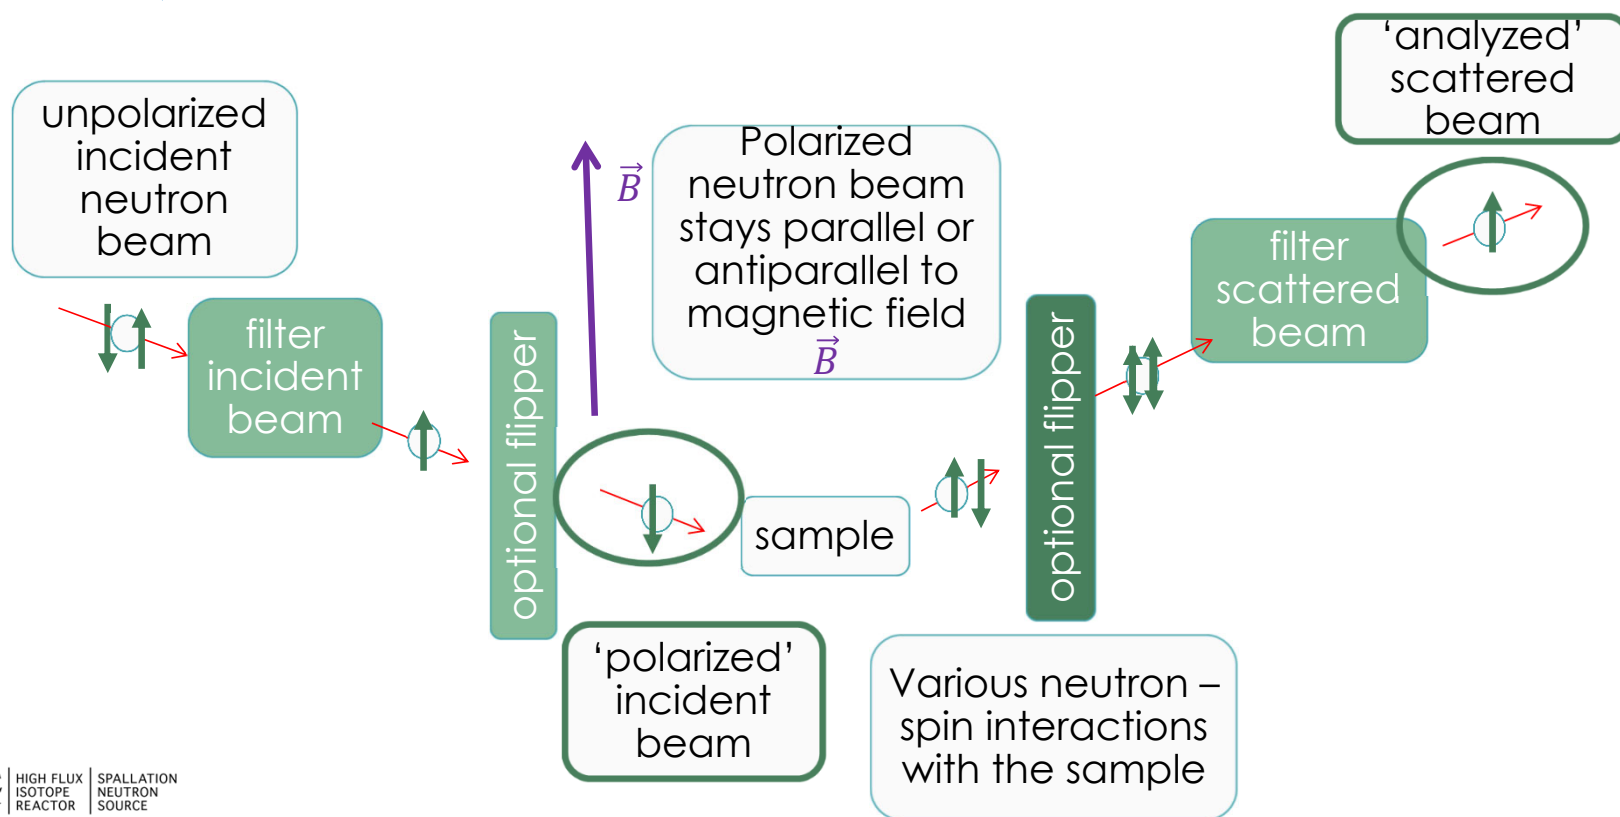 unpolarized
incident
neutron
beam
filter
incident
beam
optional flipper
B⃗
Polarized
neutron beam
stays parallel or
antiparallel to
magnetic field
B⃗
sample
‘polarized’
incident
beam
optional flipper
Various neutron –
spin interactions
with the sample
filter
scattered
beam
‘analyzed’
scattered
beam
HIGH FLUX
ISOTOPE
REACTOR
SPALLATION
NEUTRON
SOURCE